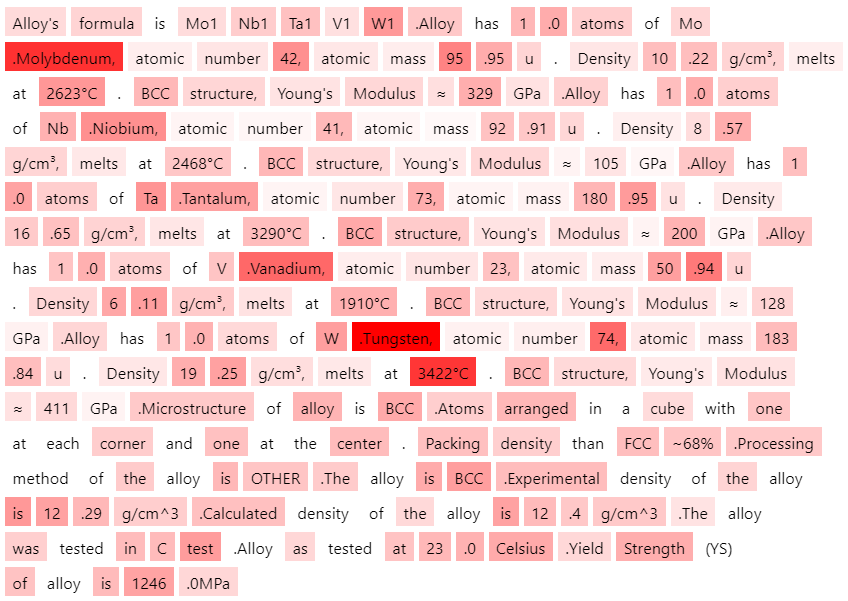 Alloy's formula is Mo1 Nb1 Ta1 V1 W1 .Alloy has 1 .0 atoms of Mo
.Molybdenum, atomic number 42, atomic mass 95 .95 u . Density 10 .22 g/cm³, melts
at 2623°C . BCC structure, Young's Modulus ≈ 329 GPa .Alloy has 1 .0 atoms
of Nb .Niobium, atomic number 41, atomic mass 92 .91 u . Density 8 .57
g/cm³, melts at 2468°C . BCC structure, Young's Modulus ≈ 105 GPa .Alloy has 1
.0 atoms of Ta .Tantalum, atomic number 73, atomic mass 180 .95 u . Density
16 .65 g/cm³, melts at 3290°C . BCC structure, Young's Modulus ≈ 200 GPa .Alloy
has 1 .0 atoms of V .Vanadium, atomic number 23, atomic mass 50 .94 u
. Density 6 .11 g/cm³, melts at 1910°C . BCC structure, Young's Modulus ≈ 128
GPa .Alloy has 1 .0 atoms of W .Tungsten, atomic number 74, atomic mass 183
.84 u . Density 19 .25 g/cm³, melts at 3422°C . BCC structure, Young's Modulus
≈ 411 GPa .Microstructure of alloy is BCC .Atoms arranged in a cube with one
at each corner and one at the center . Packing density than FCC ~68% .Processing
method of the alloy is OTHER .The alloy is BCC .Experimental density of the alloy
is 12 .29 g/cm^3 .Calculated density of the alloy is 12 .4 g/cm^3 .The alloy
was tested in C test .Alloy as tested at 23 .0 Celsius .Yield Strength (YS)
of alloy is 1246 .0MPa